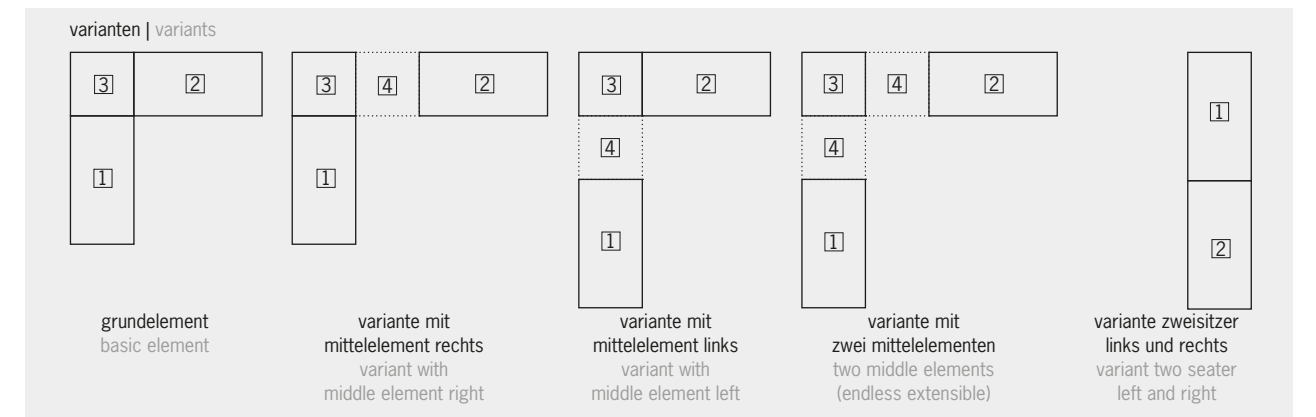 varianten | variants
3 2
1
grundelement
basic element
3 4 2
1
variante mit
mittelelement rechts
variant with
middle element right
3 2
4
1
variante mit
mittelelement links
variant with
middle element left
3 4 2
4
1
variante mit
zwei mittelelementen
two middle elements
(endless extensible)
1
2
variante zweisitzer
links und rechts
variant two seater
left and right